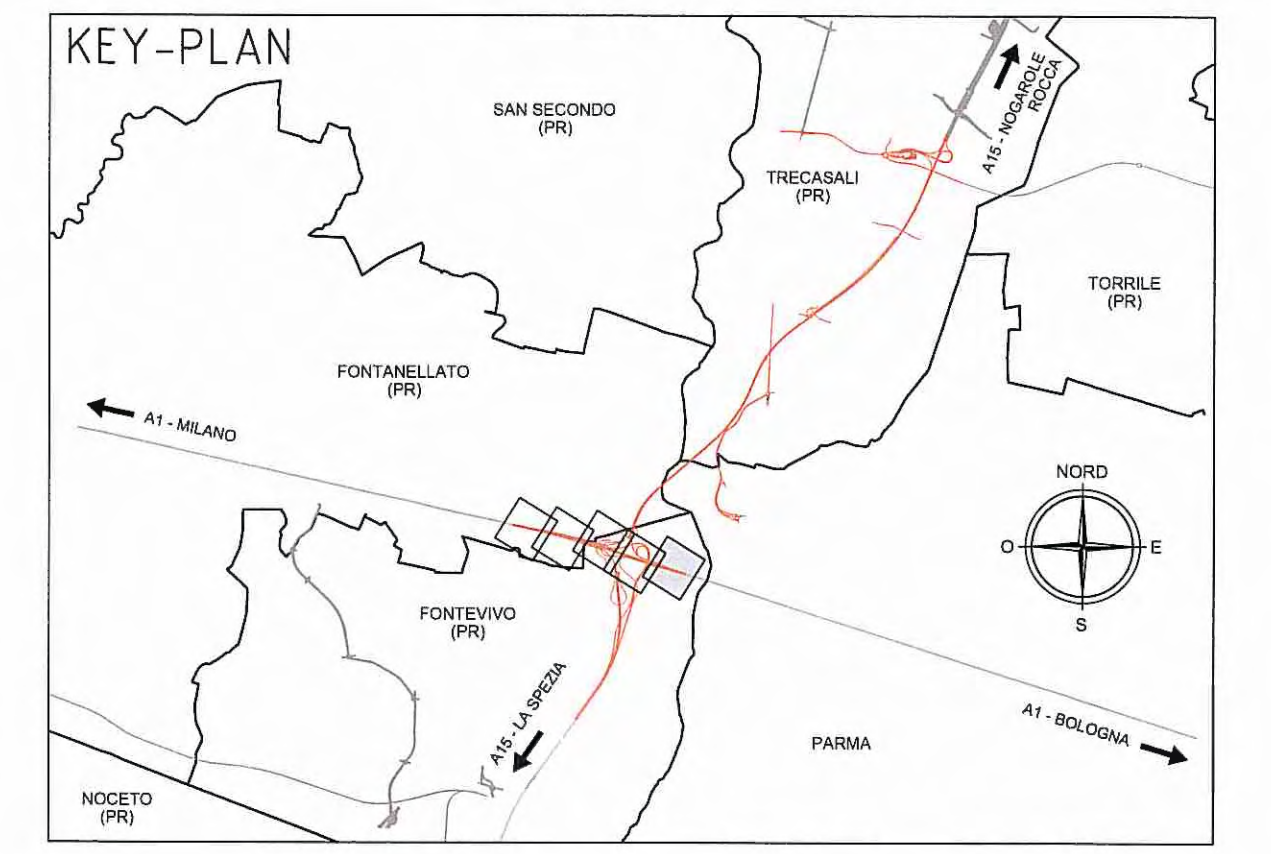 KEY-PLAN
SAN SECONDO
(PR)
A15 - NOGAROLE
ROCCA
TRECASALI
(PR)
TORRILE
(PR)
FONTANELLATO
(PR)
A1 - MILANO
NORD
O
E
S
FONTEVIVO
(PR)
A15 - LA SPEZIA
A1 - BOLOGNA
PARMA
NOCETO
(PR)